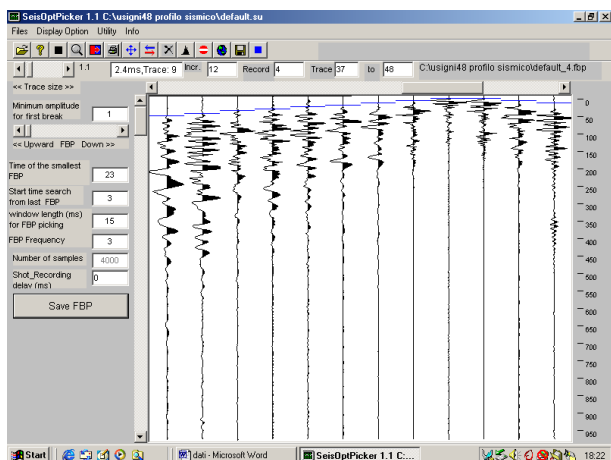 SeisOptPicker 1.1 C:\usigni48 profilo sismico\default.su
Files Display Option Utility Info
1.1 2.4ms,Trace: 9 Incr. 12 Record 4 Trace 37 to 48 C:\usigni48 profilo sismico\default_4.fbp
<< Trace size >>
Minimum amplitude
for first break 1
<< Upward FBP Down >>
Time of the smallest
FBP 23
Start time search
from last FBP 3
window length (ms)
for FBP picking 15
FBP Frequency 3
Number of samples 4000
Shot_Recording
delay (ms) 0
Save FBP
0
50
100
150
200
250
300
350
400
450
500
550
600
650
700
750
800
850
900
950
Start dati - Microsoft Word SeisOptPicker 1.1 C:... 18:22